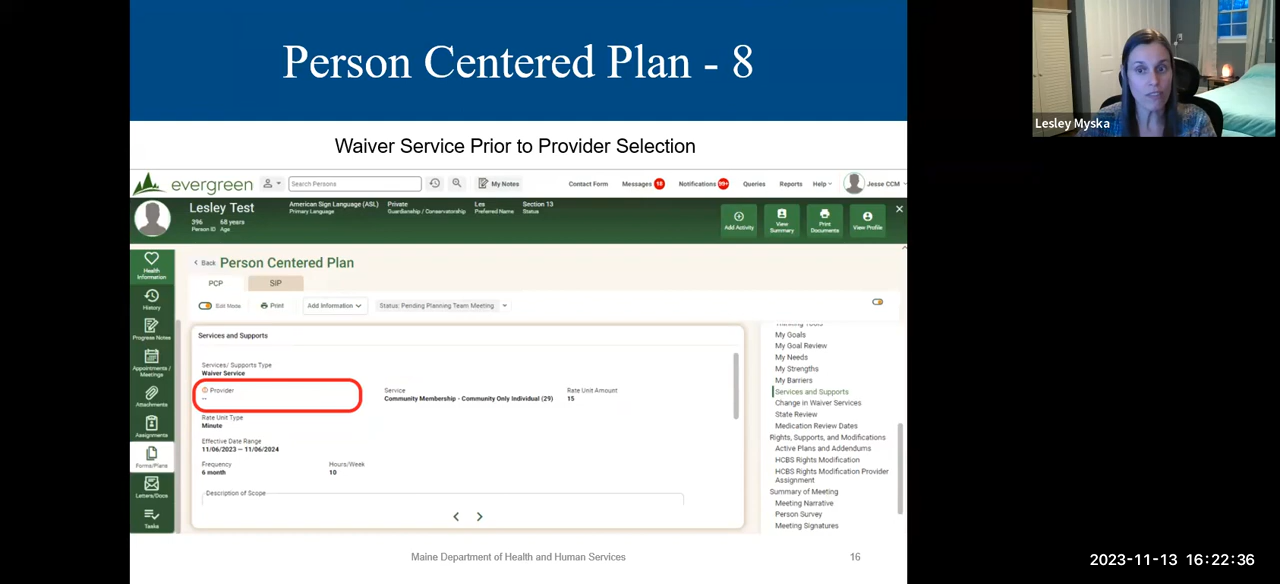 Person Centered Plan - 8
Lesley Myska
Waiver Service Prior to Provider Selection
evergreen
Search Persons
My Notes
Contact Form
Messages 18
Notifications 99+
Queries
Reports
Help
Jesse CCM
Lesley Test
396
Person ID
68 years
Age
American Sign Language (ASL)
Primary Language
Private
Guardianship / Conservatorship
Les
Preferred Name
Section 13
Status
Add Activity
View Summary
Print Documents
View Profile
Health Information
History
Progress Notes
Appointments / Meetings
Attachments
Assignments
Forms/Plans
Letters/Docs
Tasks
Back Person Centered Plan
PCP
SIP
Edit Mode
Print
Add Information
Status: Pending Planning Team Meeting
Services and Supports
Services/ Supports Type
Waiver Service
Provider
--
Service
Community Membership - Community Only Individual (29)
Rate Unit Amount
15
Rate Unit Type
Minute
Effective Date Range
11/06/2023 — 11/06/2024
Frequency
6 month
Hours/Week
10
Description of Scope
Thinking Tools
My Goals
My Goal Review
My Needs
My Strengths
My Barriers
Services and Supports
Change in Waiver Services
State Review
Medication Review Dates
Rights, Supports, and Modifications
Active Plans and Addendums
HCBS Rights Modification
HCBS Rights Modification Provider
Assignment
Summary of Meeting
Meeting Narrative
Person Survey
Meeting Signatures
Maine Department of Health and Human Services
16
2023-11-13 16:22:36